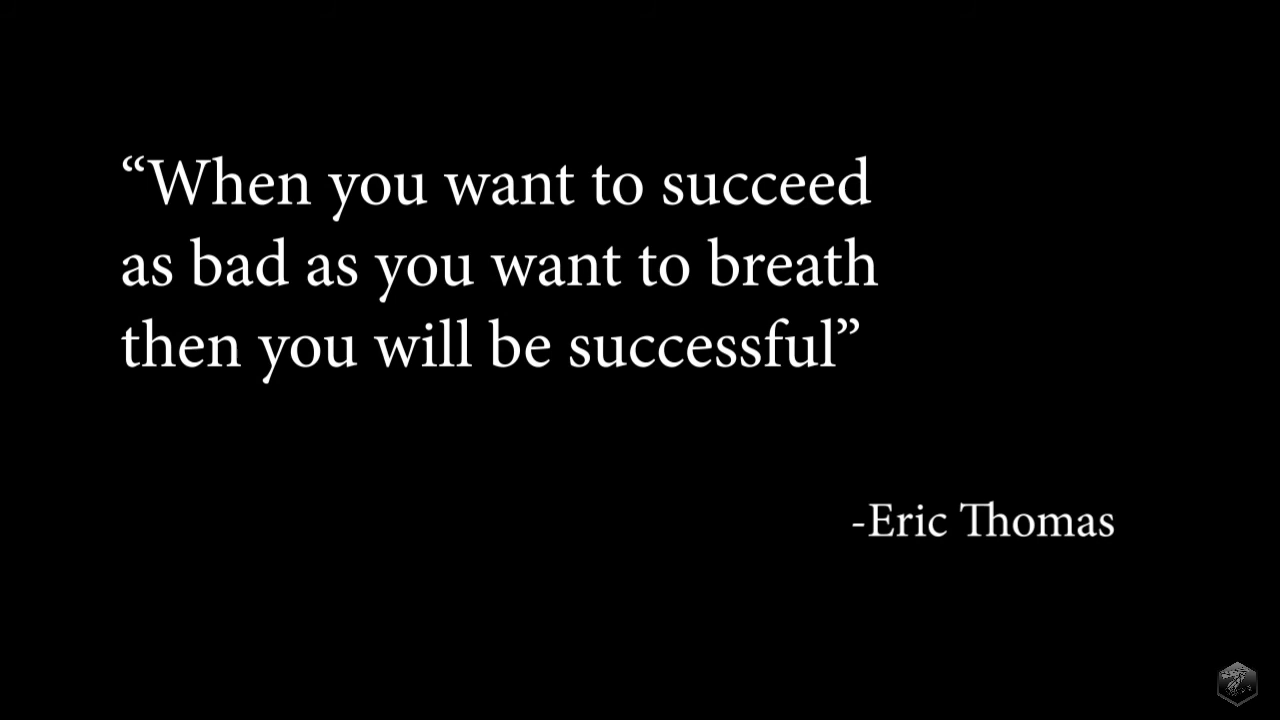 “When you want to succeed
as bad as you want to breath
then you will be successful”
-Eric Thomas